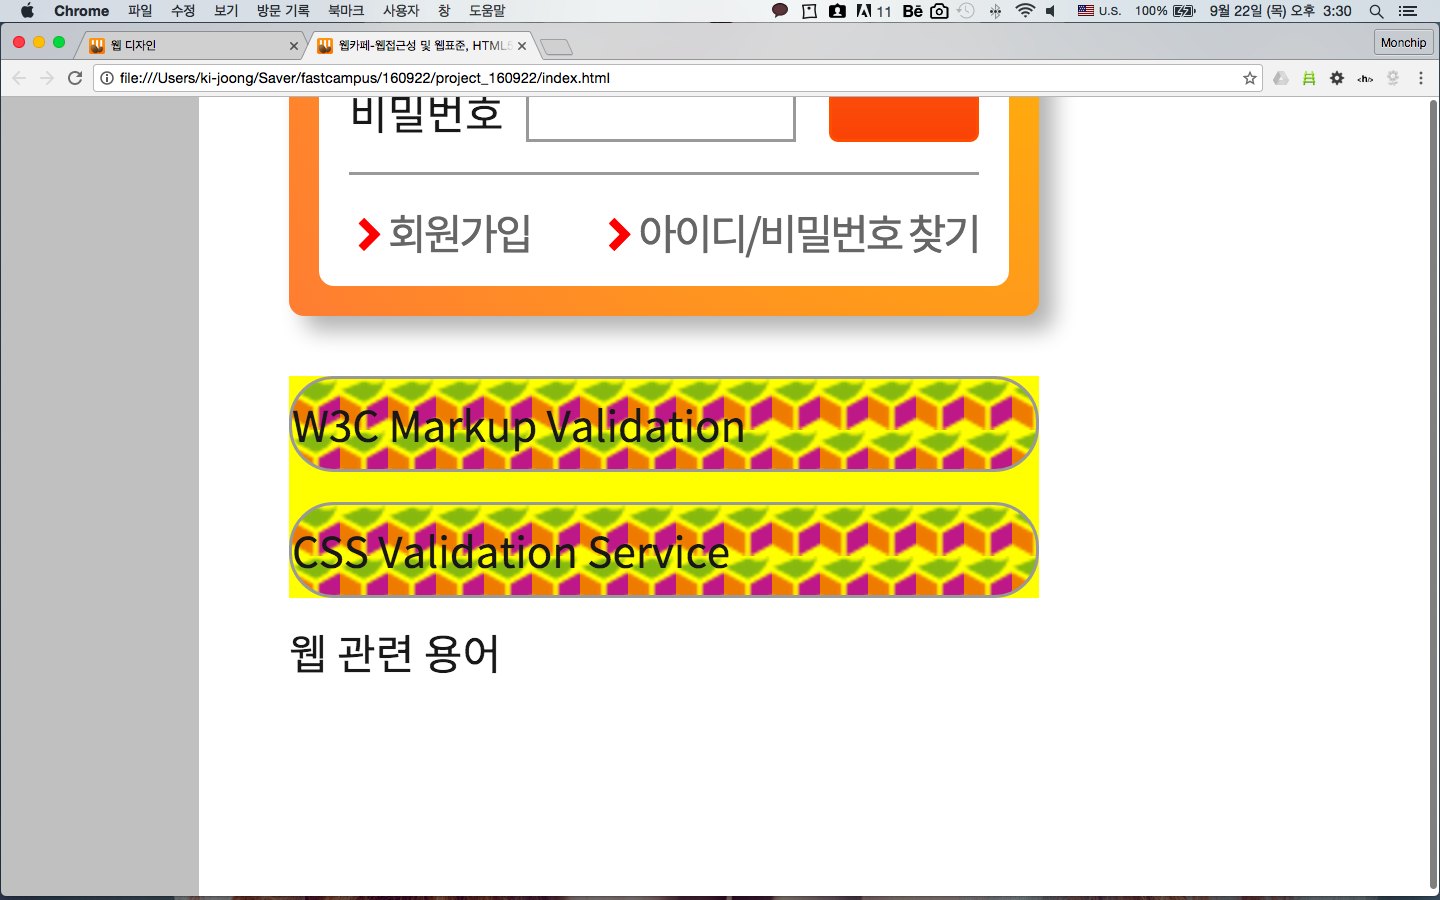 Chrome 파일 수정 보기 방문 기록 북마크 사용자 창 도움말 11 Bē U.S. 100% 9월 22일 (목) 오후 3:30
웹 디자인 웹카페-웹접근성 및 웹표준, HTML5 Monchip
file:///Users/ki-joong/Saver/fastcampus/160922/project_160922/index.html <h/>
비밀번호
회원가입 아이디/비밀번호 찾기
W3C Markup Validation
CSS Validation Service
웹 관련 용어